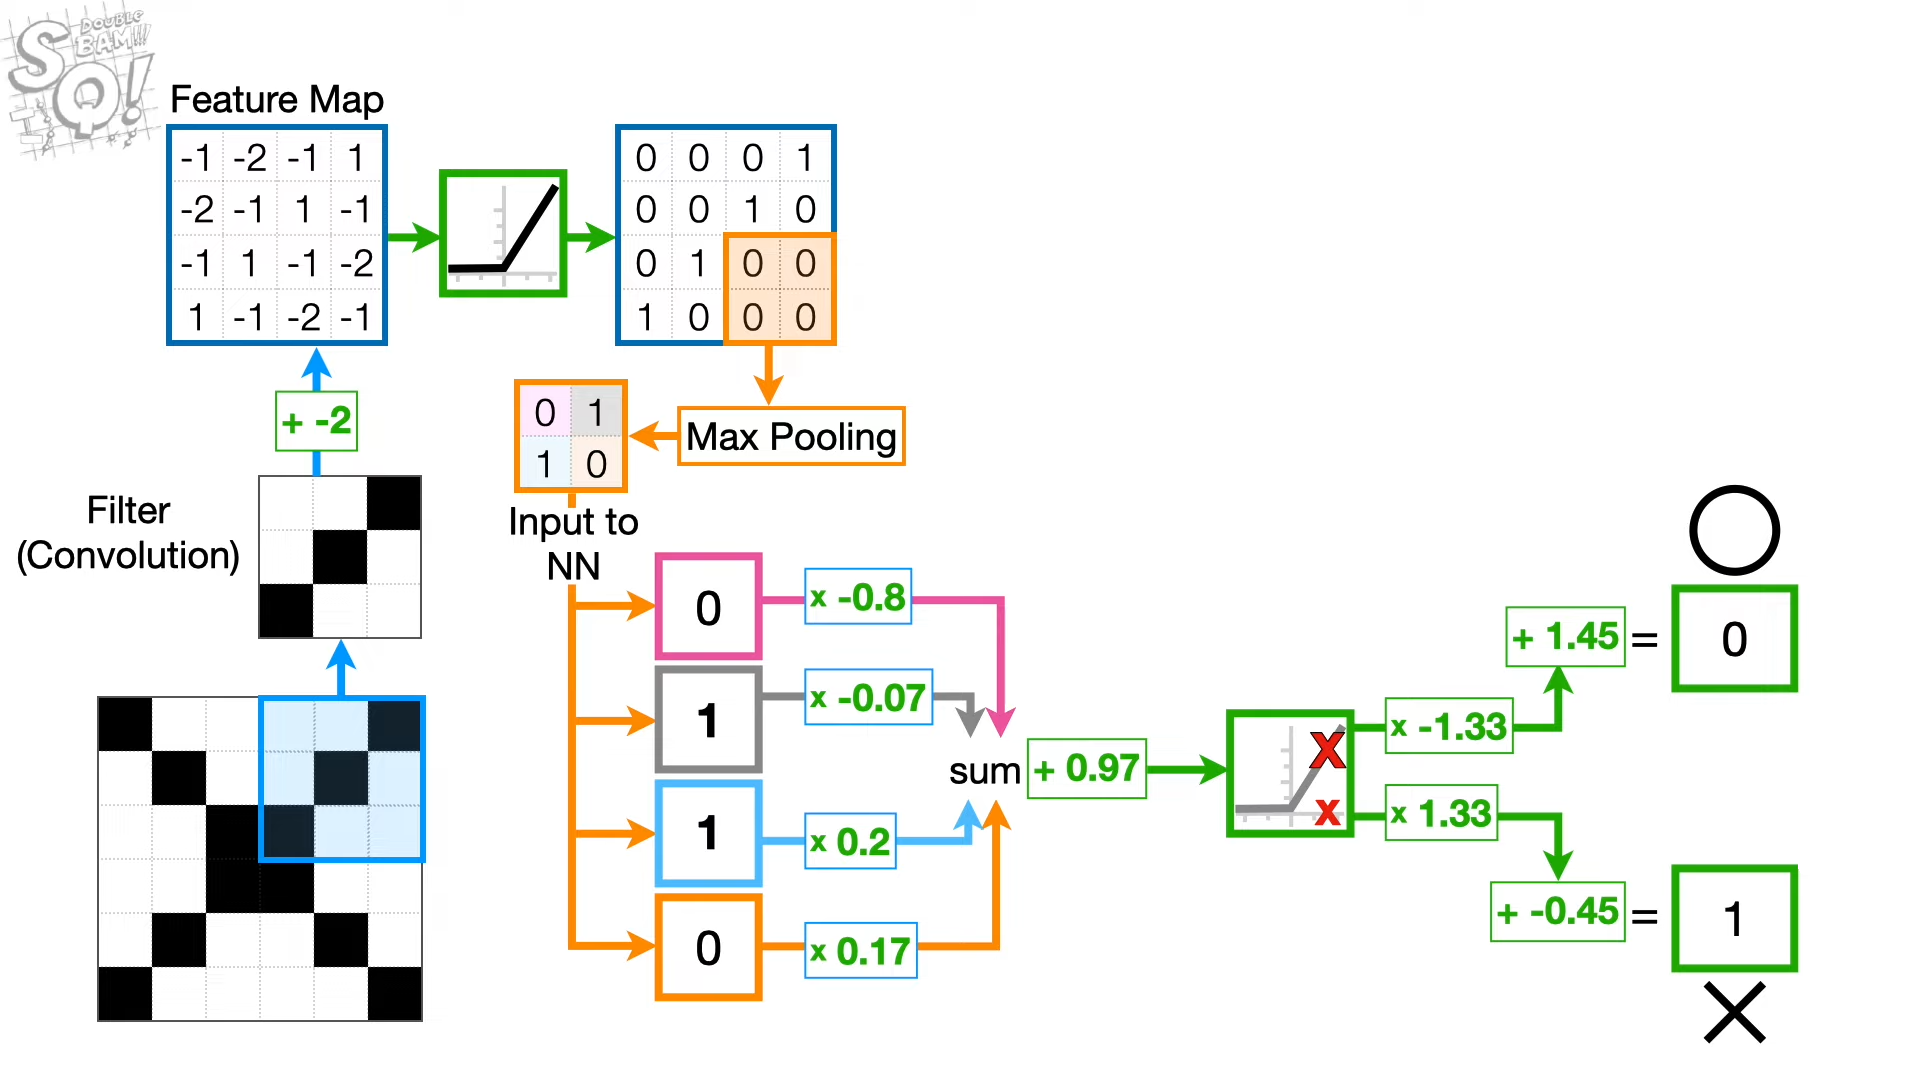 DOUBLE
BAM!!!
SQ!
Feature Map
-1 -2 -1 1
-2 -1 1 -1
-1 1 -1 -2
1 -1 -2 -1
0 0 0 1
0 0 1 0
0 1 0 0
1 0 0 0
+ -2
0 1
1 0
Max Pooling
Filter
(Convolution)
Input to
NN
0
x -0.8
1
x -0.07
1
x 0.2
0
x 0.17
sum
+ 0.97
x -1.33
+ 1.45
=
0
x 1.33
+ -0.45
=
1